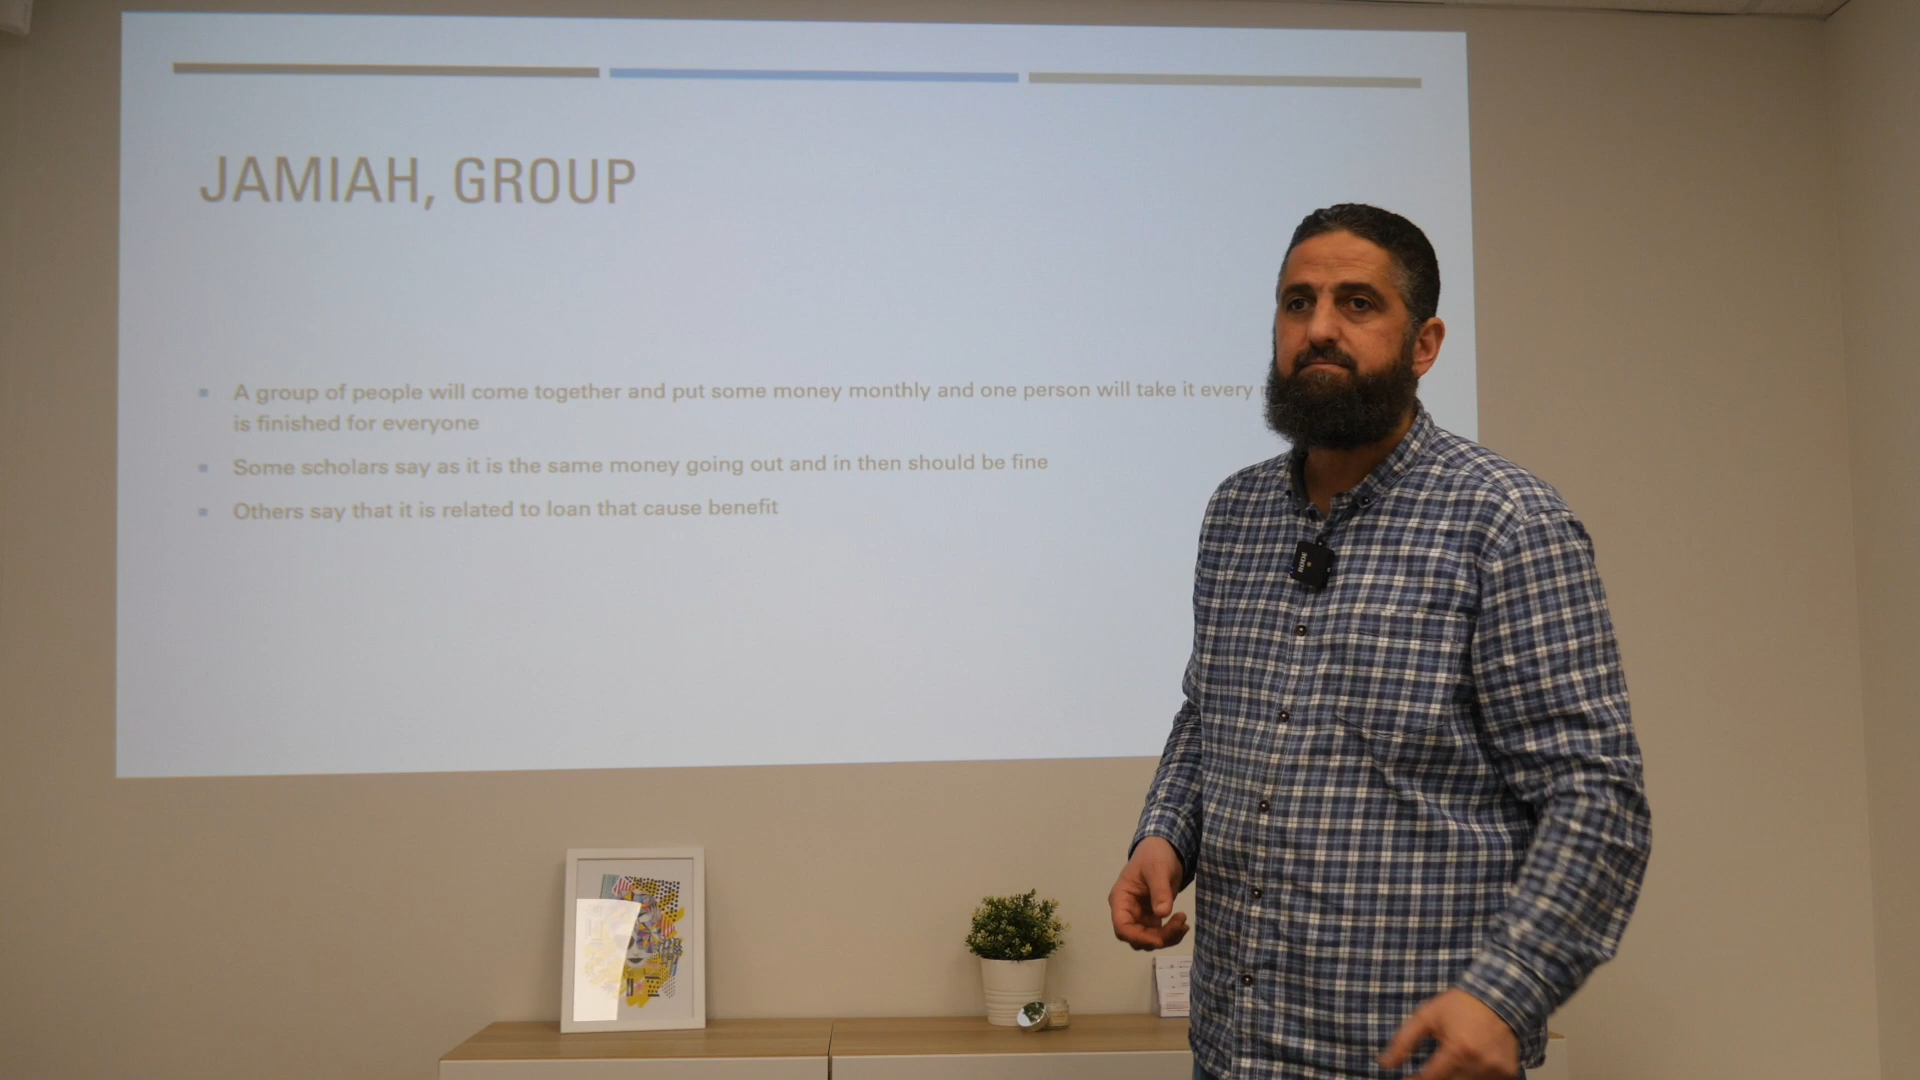 JAMIAH, GROUP
A group of people will come together and put some money monthly and one person will take it every
is finished for everyone
Some scholars say as it is the same money going out and in then should be fine
Others say that it is related to loan that cause benefit
RODE